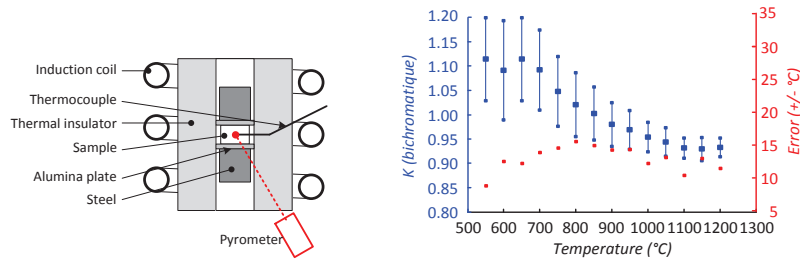 Induction coil
Thermocouple
Thermal insulator
Sample
Alumina plate
Steel
Pyrometer
K (bichromatique)
1.20
1.15
1.10
1.05
1.00
0.95
0.90
0.85
0.80
500 600 700 800 900 1000 1100 1200 1300
Temperature (°C)
35
30
25
20
15
10
5
Error (+/- °C)